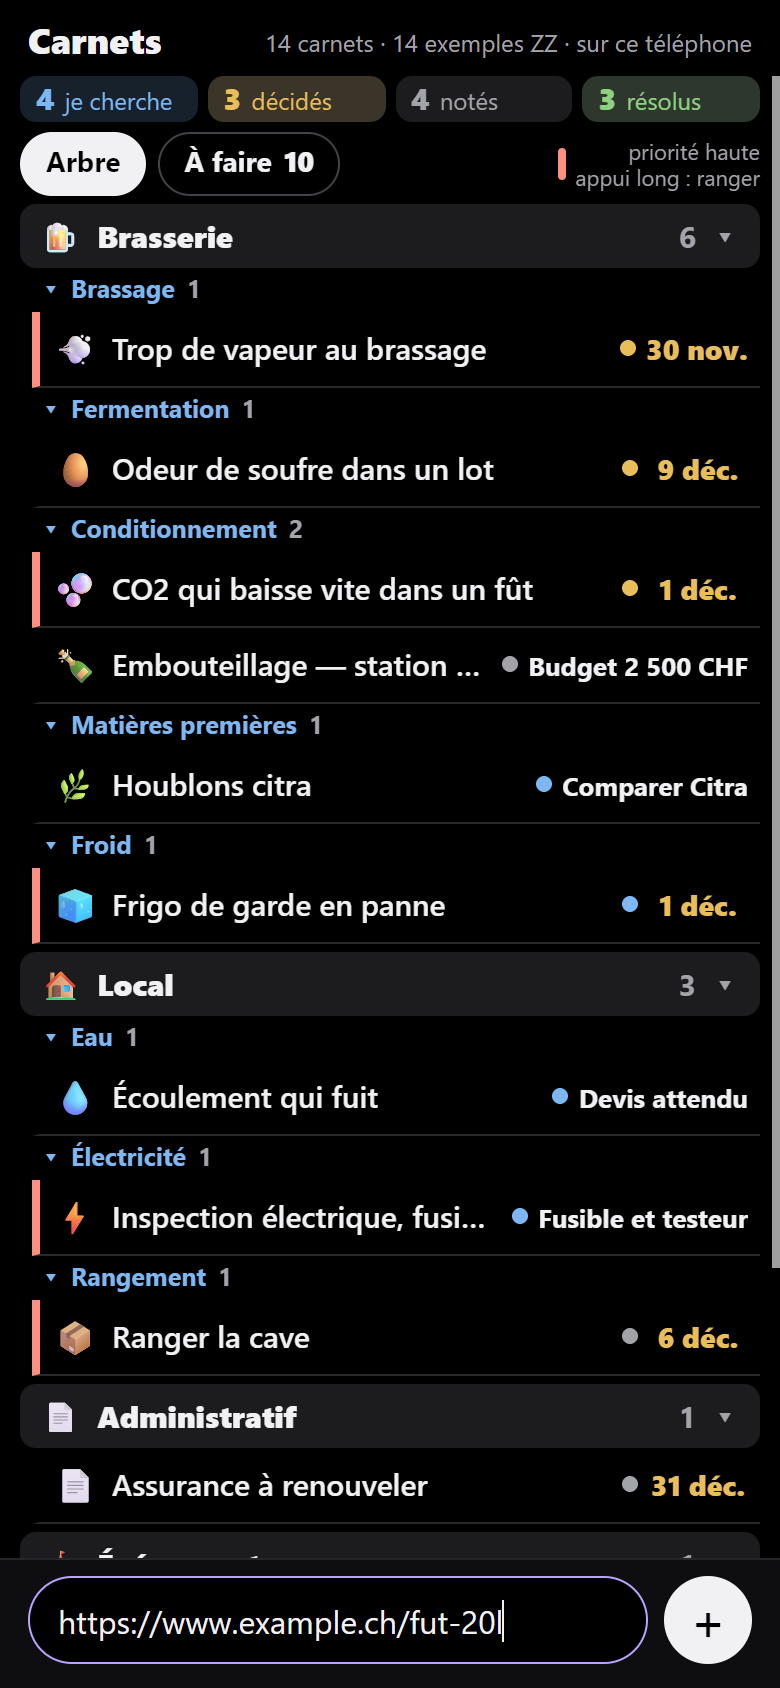 Carnets
14 carnets · 14 exemples ZZ · sur ce téléphone
4 je cherche
3 décidés
4 notés
3 résolus
Arbre
À faire 10
priorité haute
appui long : ranger
Brasserie 6
Brassage 1
Trop de vapeur au brassage 30 nov.
Fermentation 1
Odeur de soufre dans un lot 9 déc.
Conditionnement 2
CO2 qui baisse vite dans un fût 1 déc.
Embouteillage — station ... Budget 2 500 CHF
Matières premières 1
Houblons citra Comparer Citra
Froid 1
Frigo de garde en panne 1 déc.
Local 3
Eau 1
Écoulement qui fuit Devis attendu
Électricité 1
Inspection électrique, fusi... Fusible et testeur
Rangement 1
Ranger la cave 6 déc.
Administratif 1
Assurance à renouveler 31 déc.
https://www.example.ch/fut-20l
+